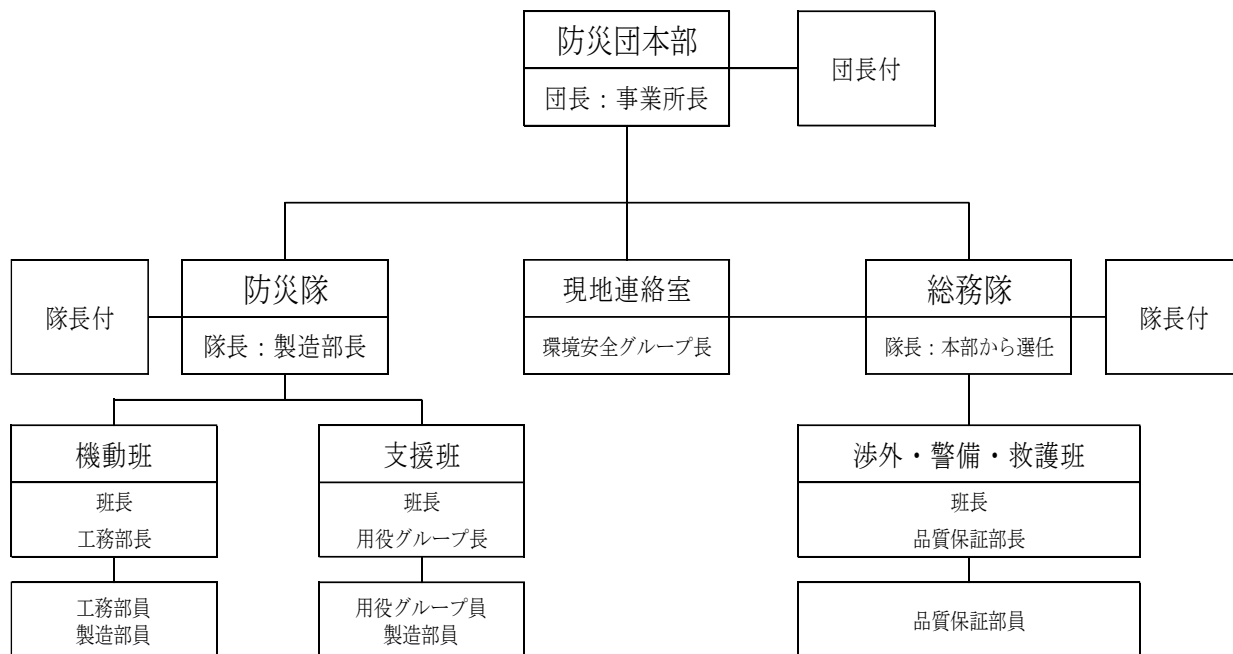 防災団本部
団長：事業所長
団長付
隊長付
防災隊
隊長：製造部長
現地連絡室
環境安全グループ長
総務隊
隊長：本部から選任
隊長付
機動班
班長
工務部長
工務部員
製造部員
支援班
班長
用役グループ長
用役グループ員
製造部員
渉外・警備・救護班
班長
品質保証部長
品質保証部員